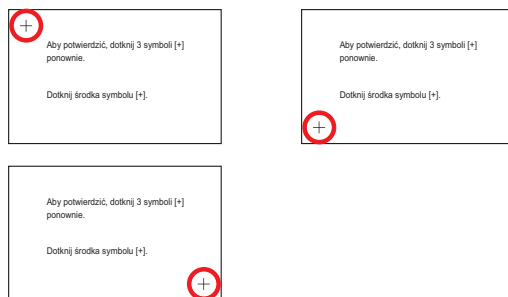 Aby potwierdzić, dotknij 3 symboli [+]
ponownie.
Dotknij środka symbolu [+].
Aby potwierdzić, dotknij 3 symboli [+]
ponownie.
Dotknij środka symbolu [+].
Aby potwierdzić, dotknij 3 symboli [+]
ponownie.
Dotknij środka symbolu [+].